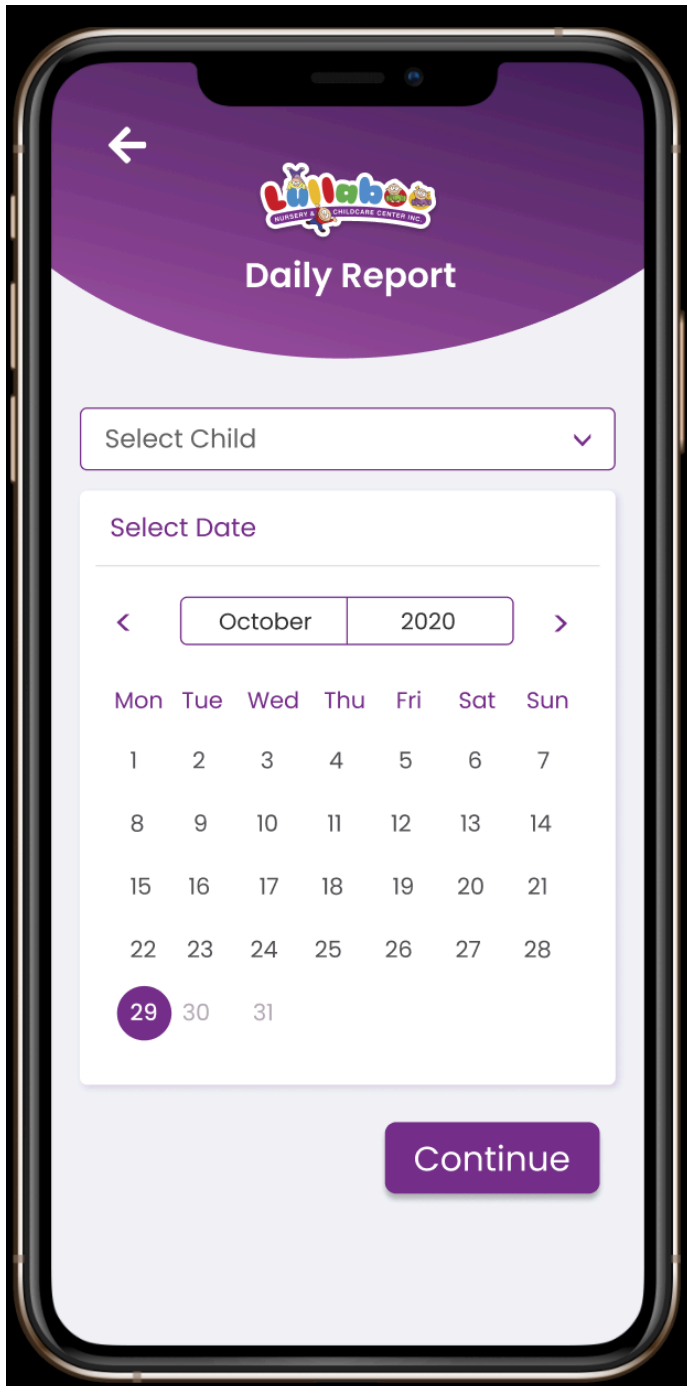 Lullaboo
NURSERY & CHILDCARE CENTER INC.
Daily Report
Select Child
Select Date
October 2020
Mon Tue Wed Thu Fri Sat Sun
1 2 3 4 5 6 7
8 9 10 11 12 13 14
15 16 17 18 19 20 21
22 23 24 25 26 27 28
29 30 31
Continue